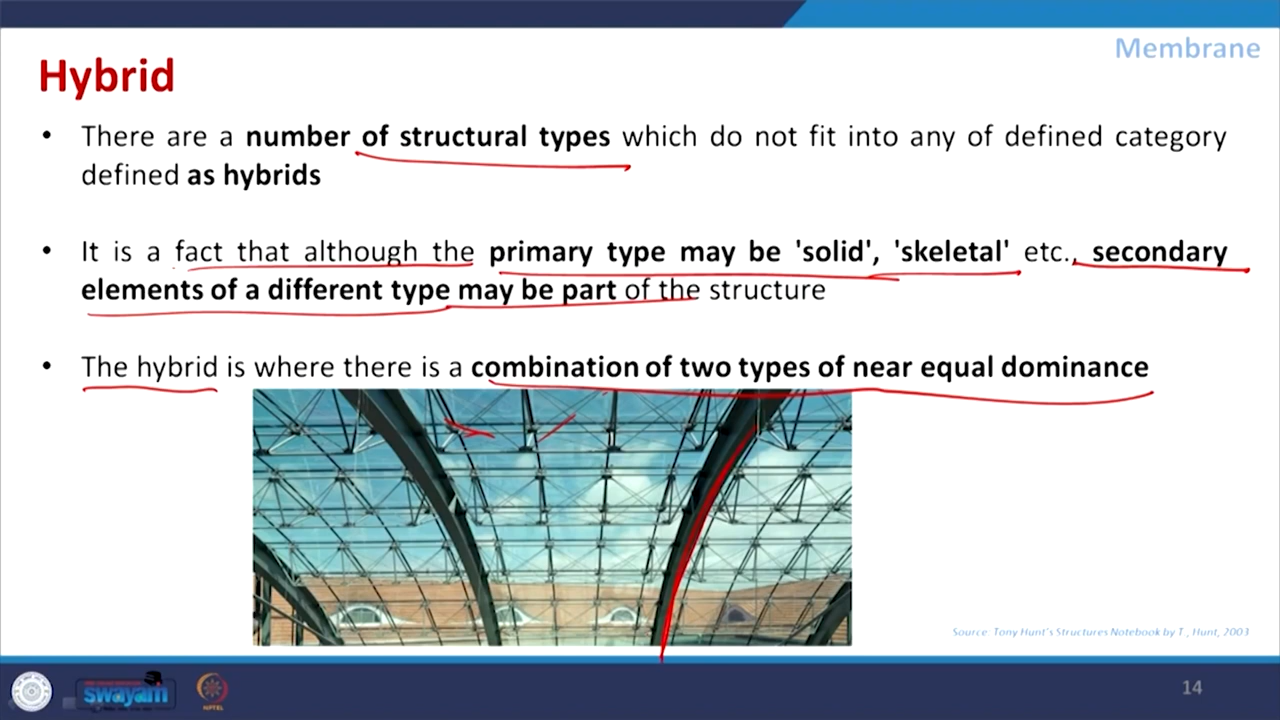 Membrane
Hybrid
• There are a number of structural types which do not fit into any of defined category
defined as hybrids
• It is a fact that although the primary type may be 'solid', 'skeletal' etc., secondary
elements of a different type may be part of the structure
• The hybrid is where there is a combination of two types of near equal dominance
Source: Tony Hunt's Structures Notebook by T., Hunt, 2003
swayam
14